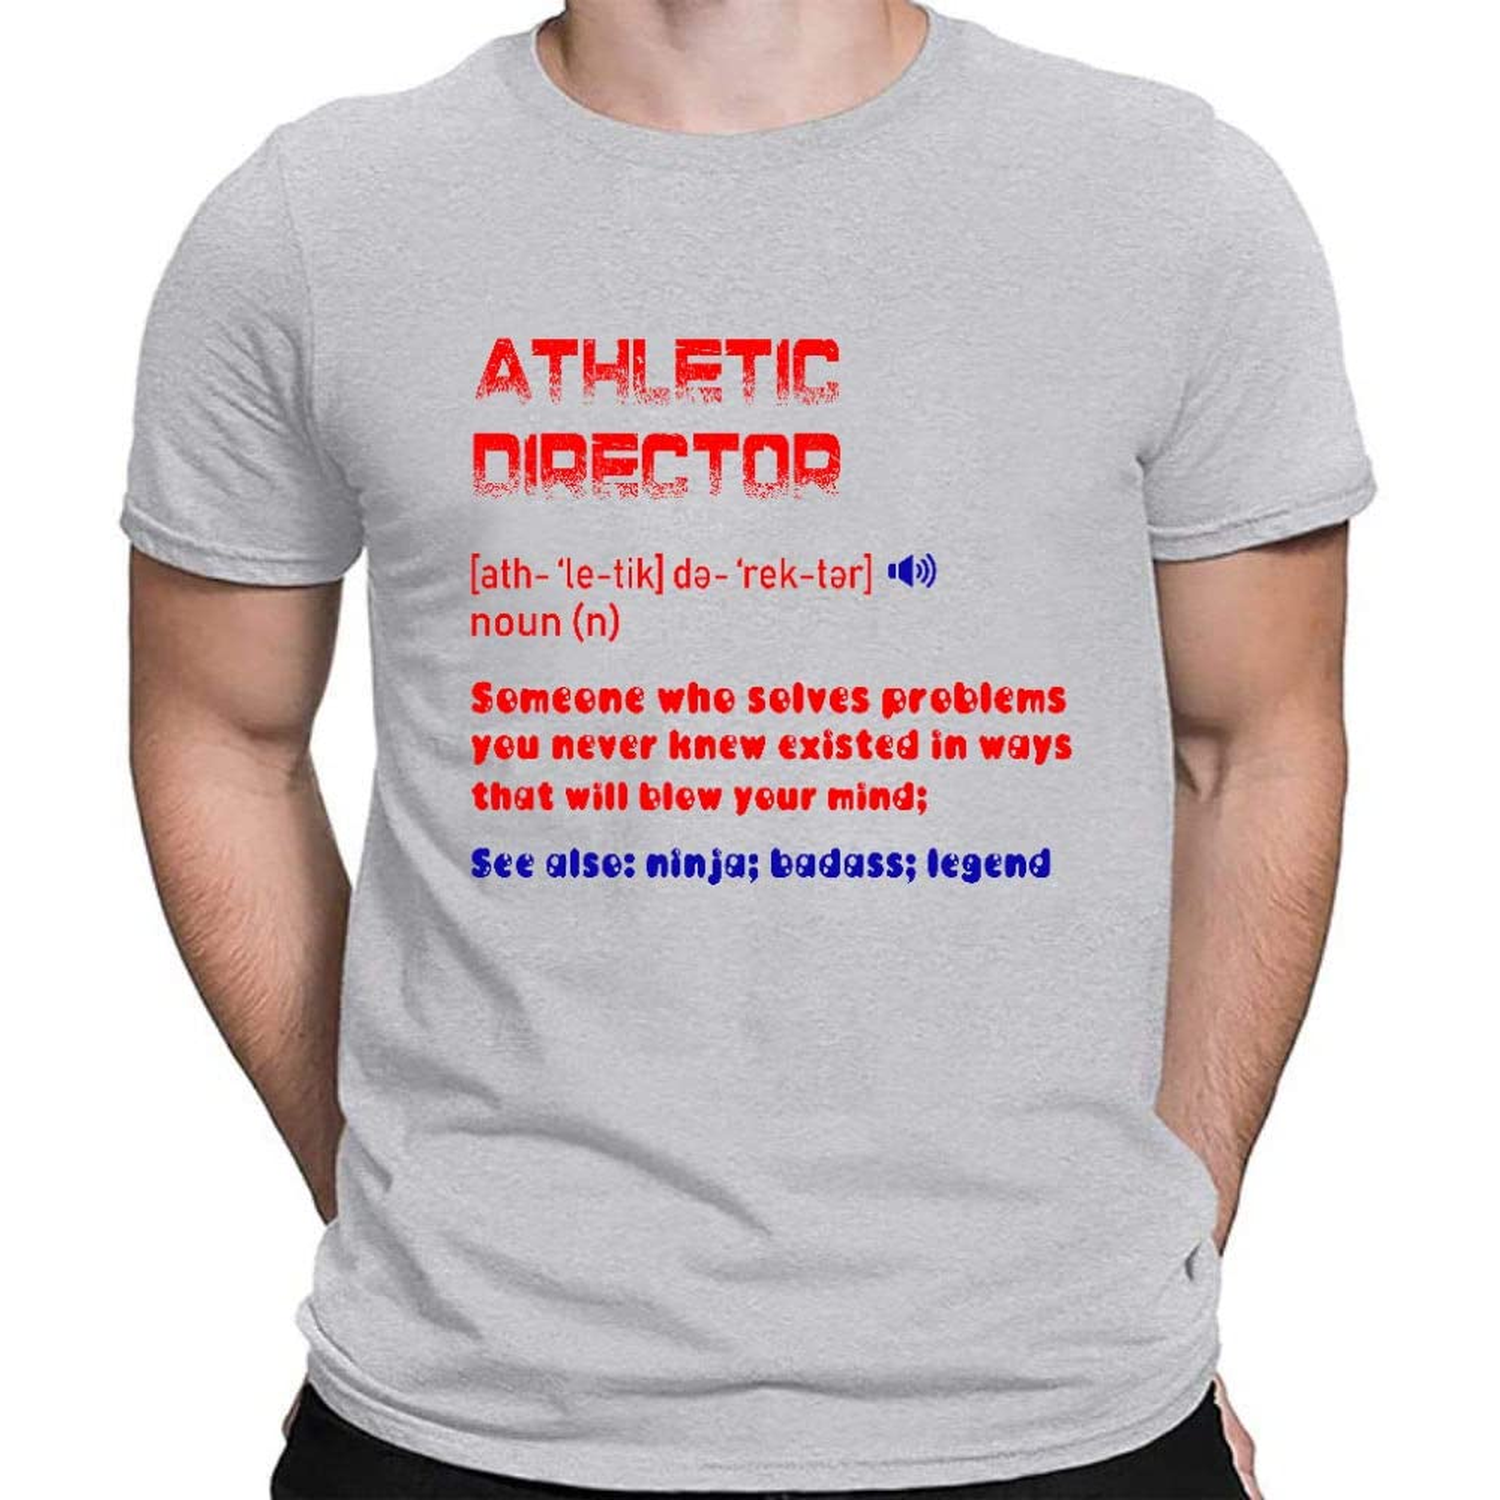 ATHLETIC
DIRECTOR
[ath- ‘le-tik] də- ‘rek-tər]
noun (n)
Someone who solves problems
you never knew existed in ways
that will blow your mind;
See also: ninja; badass; legend